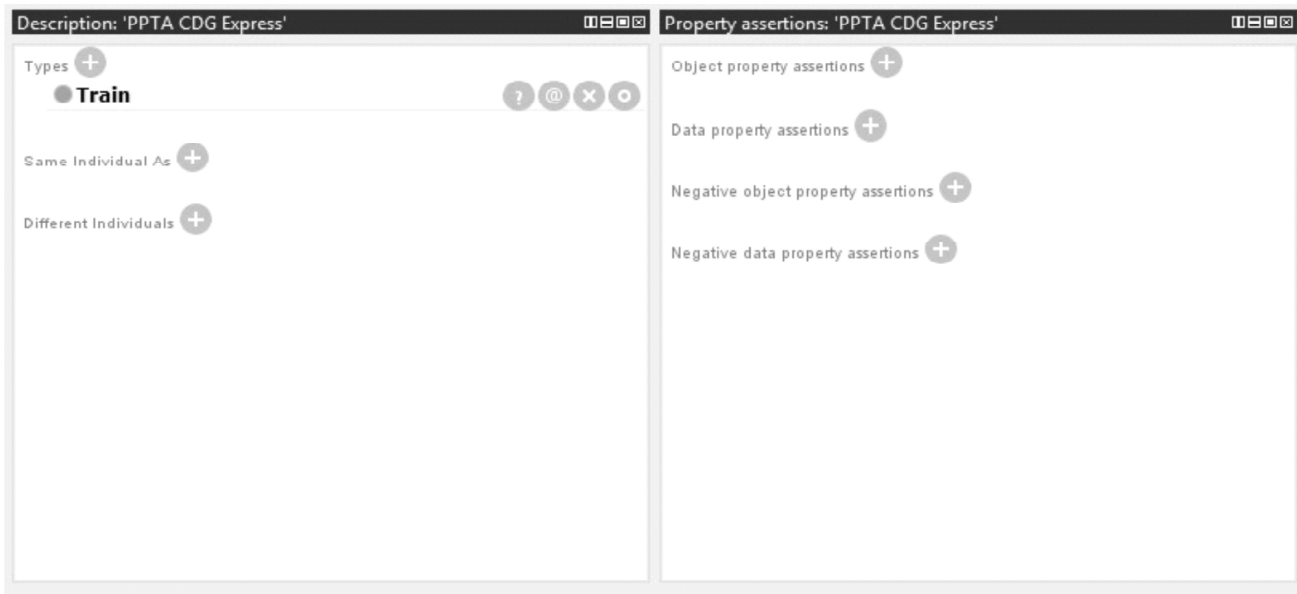 Description: 'PPTA CDG Express'
Types
Train
? @
Same Individual As
Different Individuals
Property assertions: 'PPTA CDG Express'
Object property assertions
Data property assertions
Negative object property assertions
Negative data property assertions